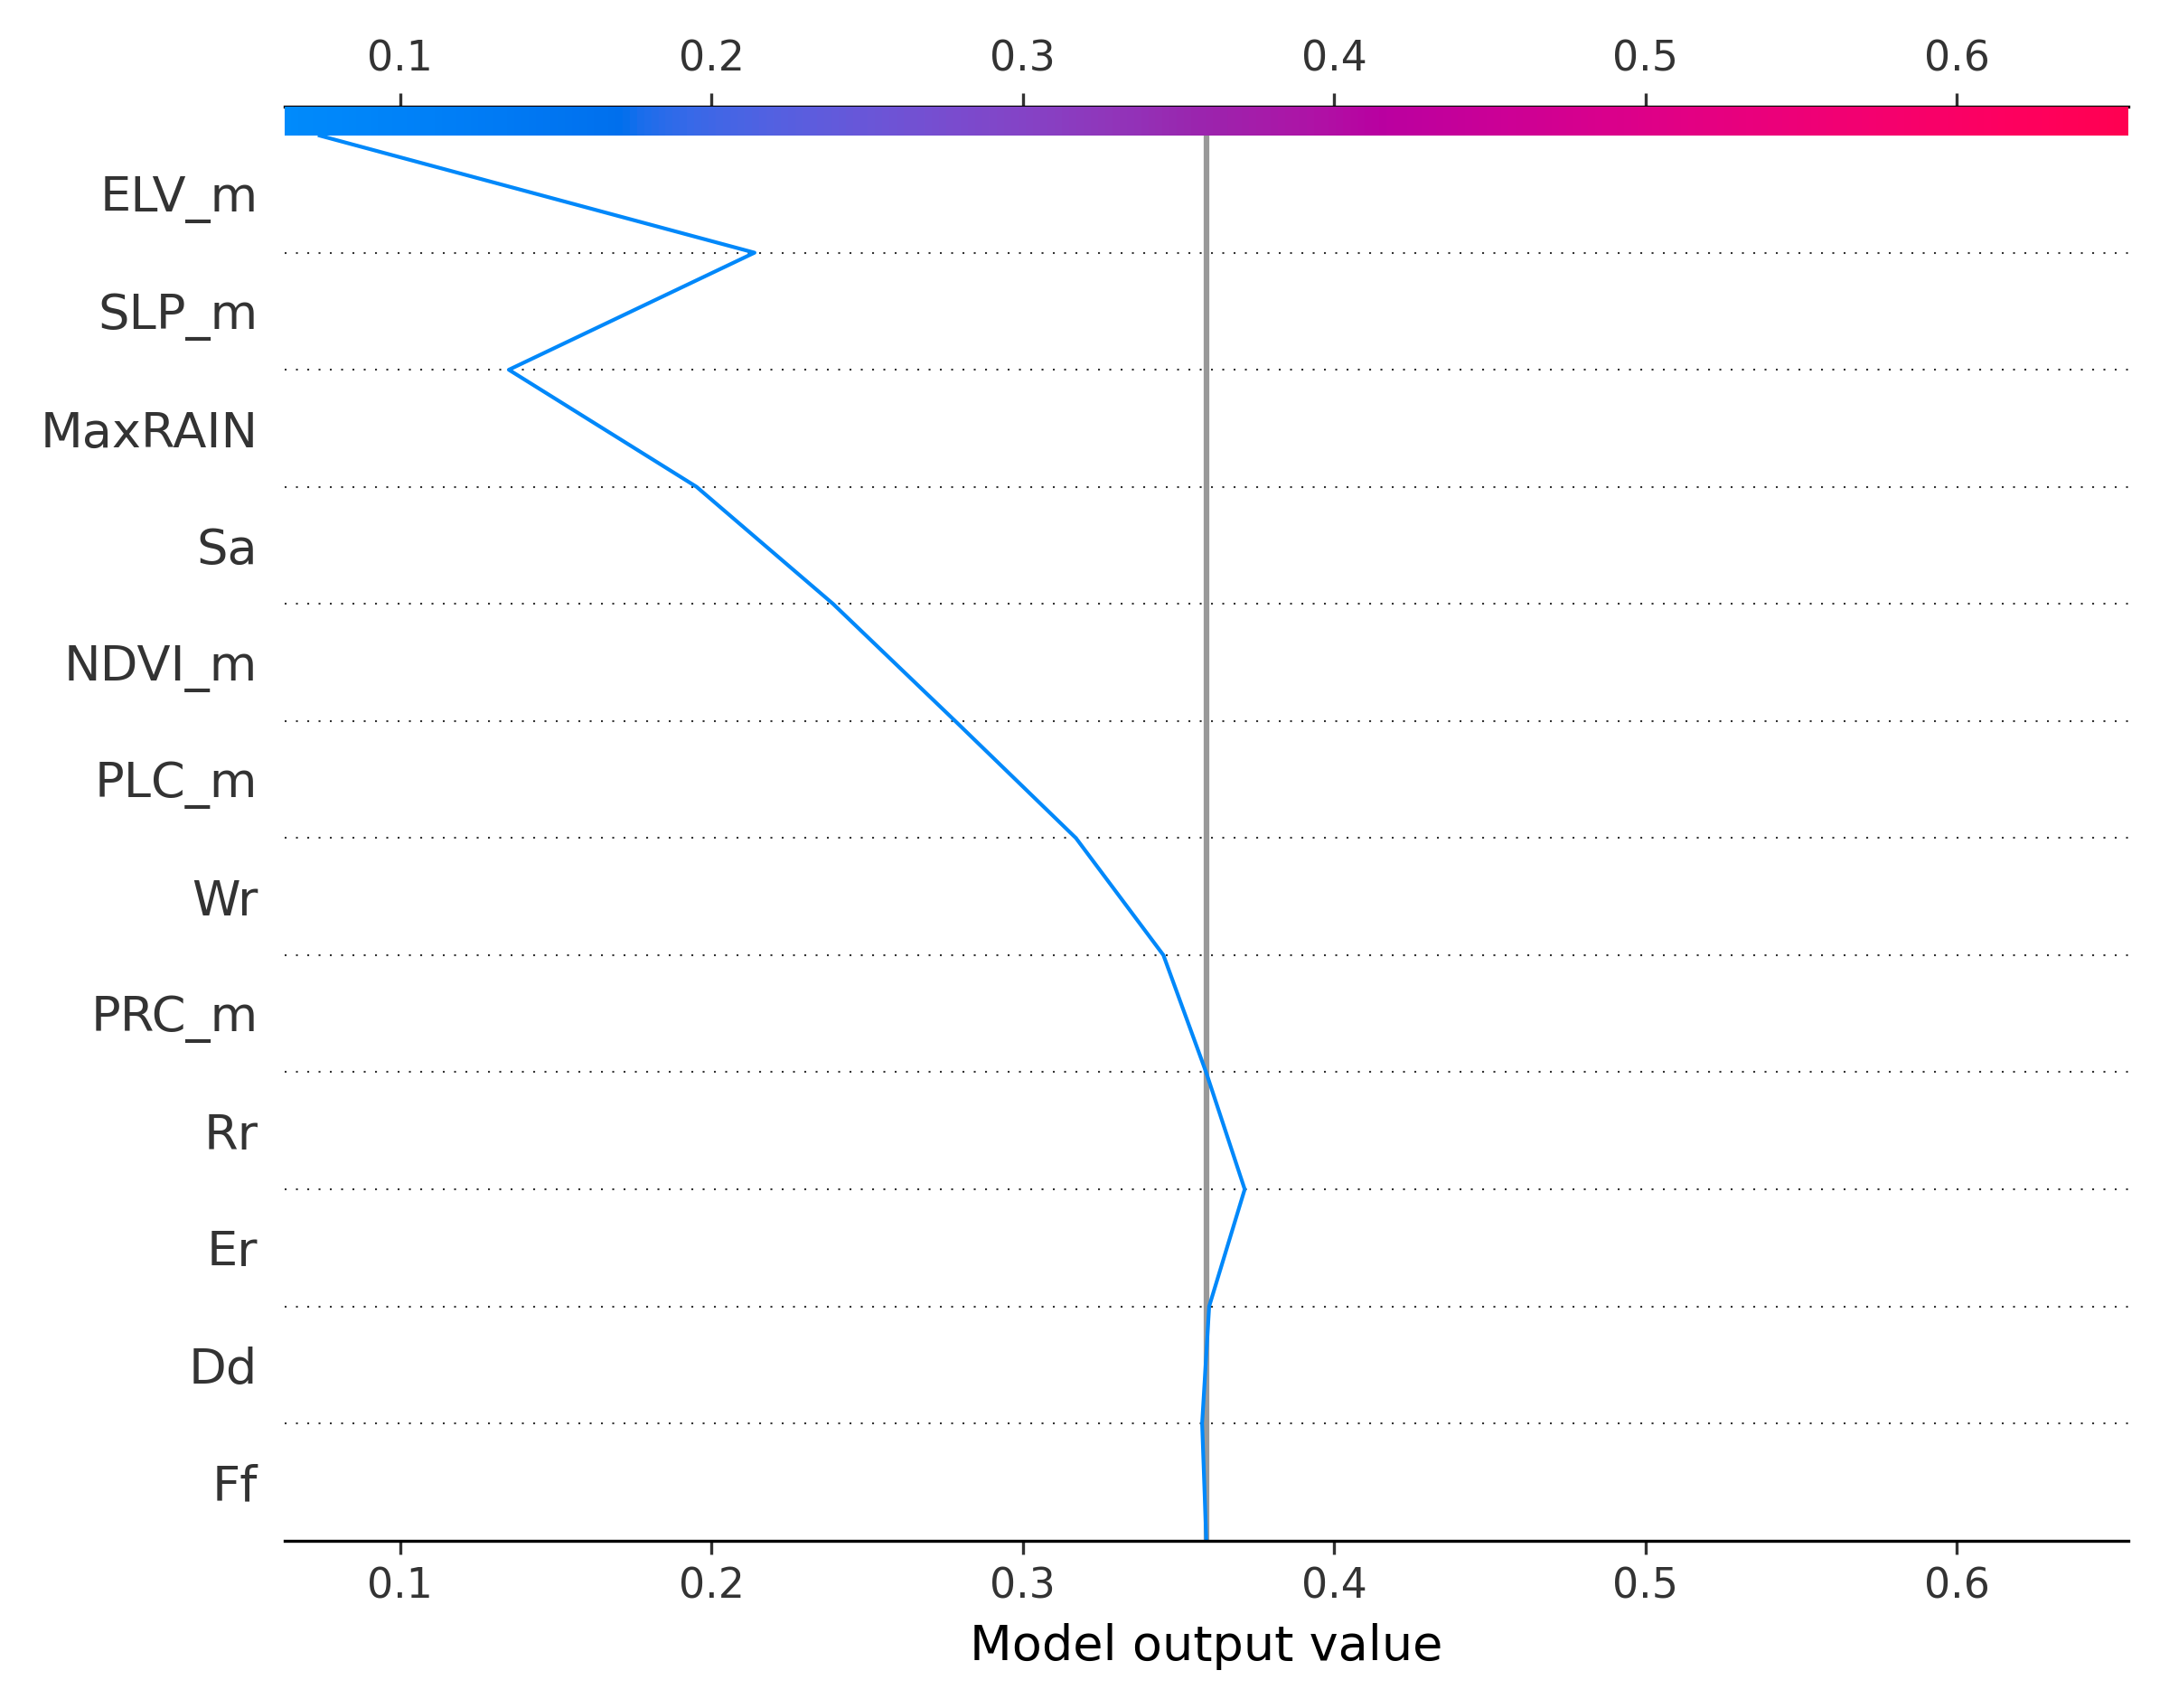 0.1 0.2 0.3 0.4 0.5 0.6
ELV_m
SLP_m
MaxRAIN
Sa
NDVI_m
PLC_m
Wr
PRC_m
Rr
Er
Dd
Ff
0.1 0.2 0.3 0.4 0.5 0.6
Model output value